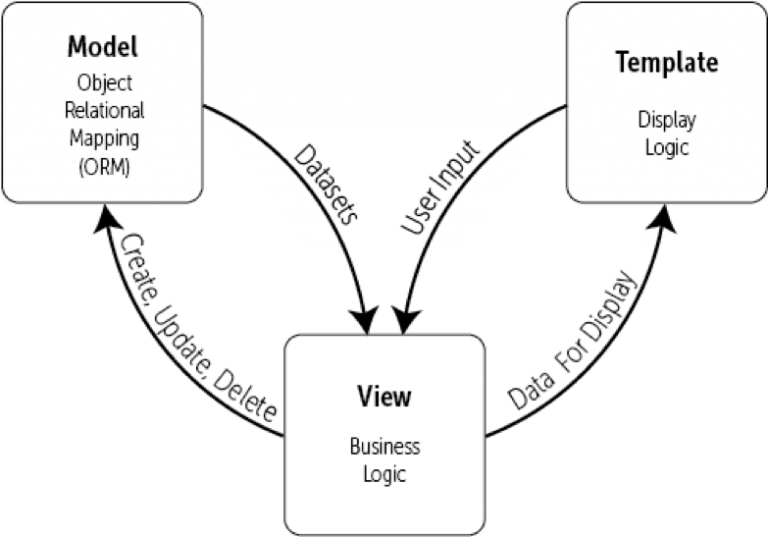 Model
Object
Relational
Mapping
(ORM)
Template
Display
Logic
Datasets
User Input
Create, Update, Delete
Data For Display
View
Business
Logic